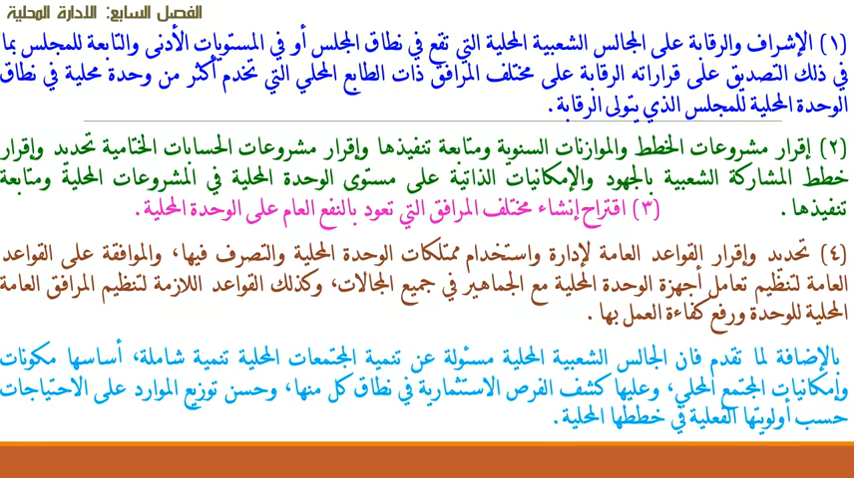 الفصل السابع: الادارة المحلية
(١) الإشراف والرقابة على المجالس الشعبية المحلية التي تقع في نطاق المجلس أو في المستويات الأدنى والتابعة للمجلس بما
في ذلك التصديق على قراراته الرقابة على مختلف المرافق ذات الطابع المحلي التي تخدم أكثر من وحدة محلية في نطاق
الوحدة المحلية للمجلس الذي يتولى الرقابة.
(٢) إقرار مشروعات الخطط والموازنات السنوية ومتابعة تنفيذها وإقرار مشروعات الحسابات الختامية تحديد وإقرار
خطط المشاركة الشعبية بالجهود والإمكانيات الذاتية على مستوى الوحدة المحلية في المشروعات المحلية ومتابعة
تنفيذها. (٣) اقتراح إنشاء مختلف المرافق التي تعود بالنفع العام على الوحدة المحلية.
(٤) تحديد وإقرار القواعد العامة لإدارة واستخدام ممتلكات الوحدة المحلية والتصرف فيها، والموافقة على القواعد
العامة لتنظيم تعامل أجهزة الوحدة المحلية مع الجماهير في جميع المجالات، وكذلك القواعد اللازمة لتنظيم المرافق العامة
المحلية للوحدة ورفع كفاءة العمل بها.
بالإضافة لما تقدم فان الجالس الشعبية المحلية مسئولة عن تنمية المجتمعات المحلية تنمية شاملة، أساسها مكونات
وإمكانيات المجتمع المحلي، وعليها كشف الفرص الاستثمارية في نطاق كل منها، وحسن توزيع الموارد على الاحتياجات
حسب أولويتها الفعلية في خططها المحلية.